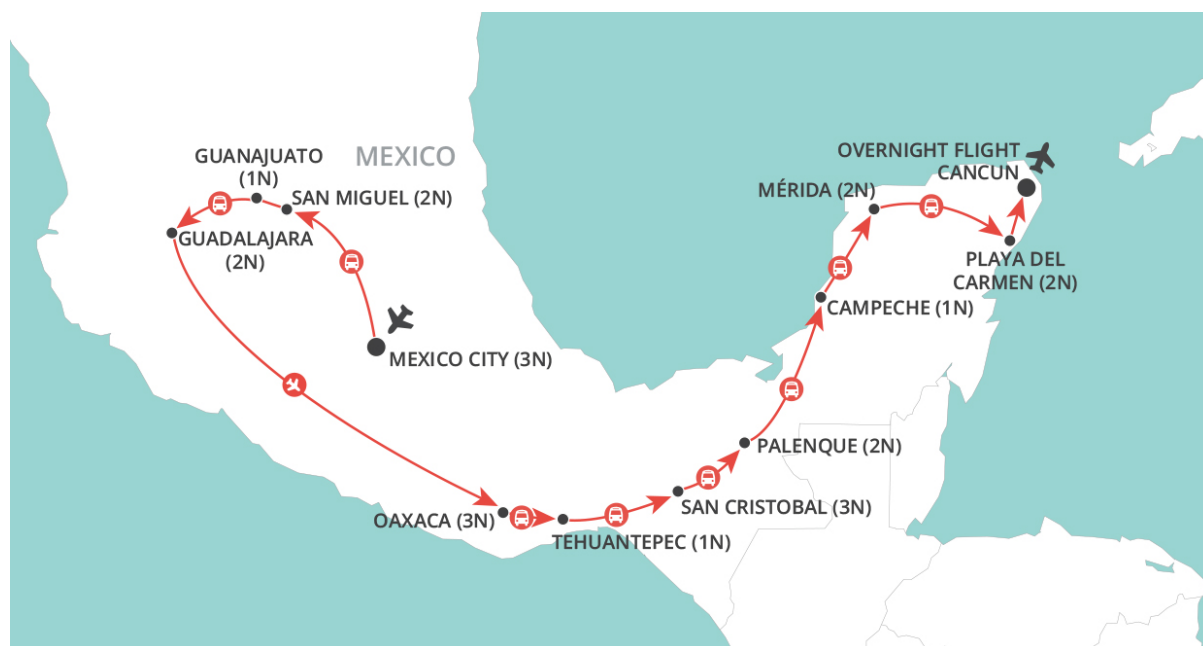 MEXICO
GUANAJUATO
(1N)
SAN MIGUEL (2N)
GUADALAJARA
(2N)
MEXICO CITY (3N)
OAXACA (3N)
TEHUANTEPEC (1N)
SAN CRISTOBAL (3N)
PALENQUE (2N)
CAMPECHE (1N)
MÉRIDA (2N)
OVERNIGHT FLIGHT
CANCUN
PLAYA DEL
CARMEN (2N)